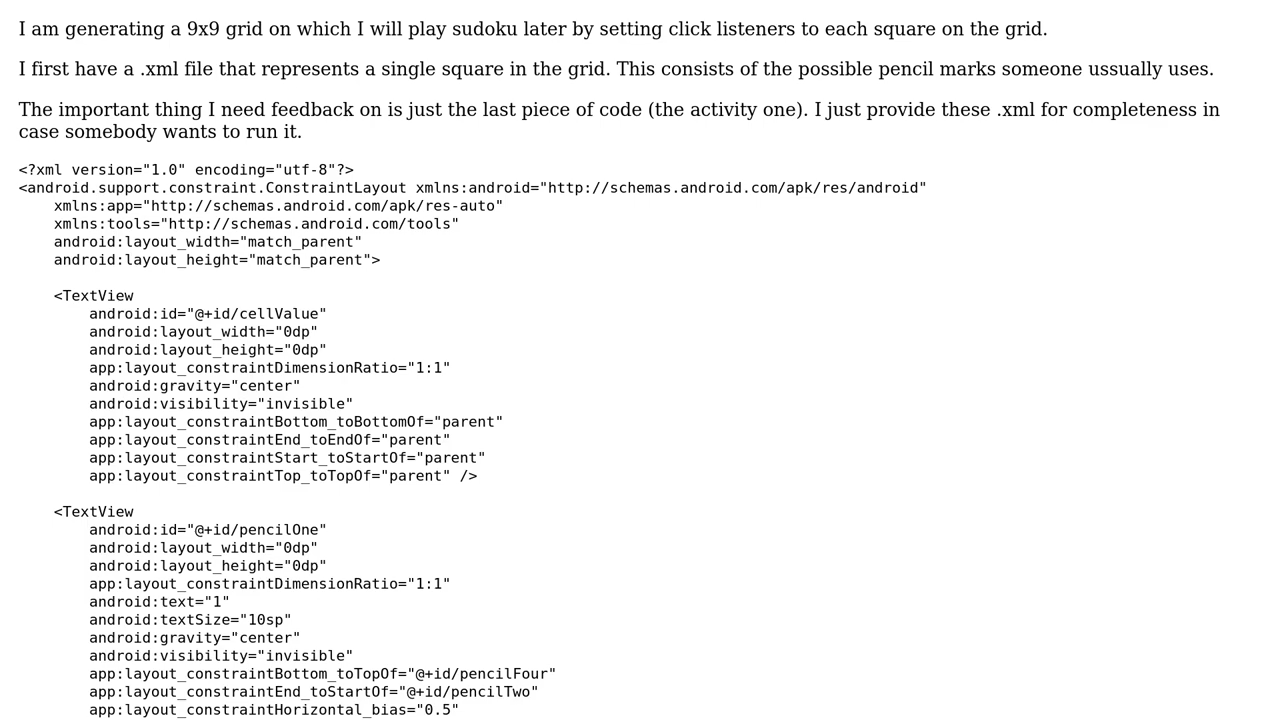 I am generating a 9x9 grid on which I will play sudoku later by setting click listeners to each square on the grid.
I first have a .xml file that represents a single square in the grid. This consists of the possible pencil marks someone ussually uses.
The important thing I need feedback on is just the last piece of code (the activity one). I just provide these .xml for completeness in
case somebody wants to run it.
<?xml version="1.0" encoding="utf-8"?>
<android.support.constraint.ConstraintLayout xmlns:android="http://schemas.android.com/apk/res/android"
    xmlns:app="http://schemas.android.com/apk/res-auto"
    xmlns:tools="http://schemas.android.com/tools"
    android:layout_width="match_parent"
    android:layout_height="match_parent">

    <TextView
        android:id="@+id/cellValue"
        android:layout_width="0dp"
        android:layout_height="0dp"
        app:layout_constraintDimensionRatio="1:1"
        android:gravity="center"
        android:visibility="invisible"
        app:layout_constraintBottom_toBottomOf="parent"
        app:layout_constraintEnd_toEndOf="parent"
        app:layout_constraintStart_toStartOf="parent"
        app:layout_constraintTop_toTopOf="parent" />

    <TextView
        android:id="@+id/pencilOne"
        android:layout_width="0dp"
        android:layout_height="0dp"
        app:layout_constraintDimensionRatio="1:1"
        android:text="1"
        android:textSize="10sp"
        android:gravity="center"
        android:visibility="invisible"
        app:layout_constraintBottom_toTopOf="@+id/pencilFour"
        app:layout_constraintEnd_toStartOf="@+id/pencilTwo"
        app:layout_constraintHorizontal_bias="0.5"